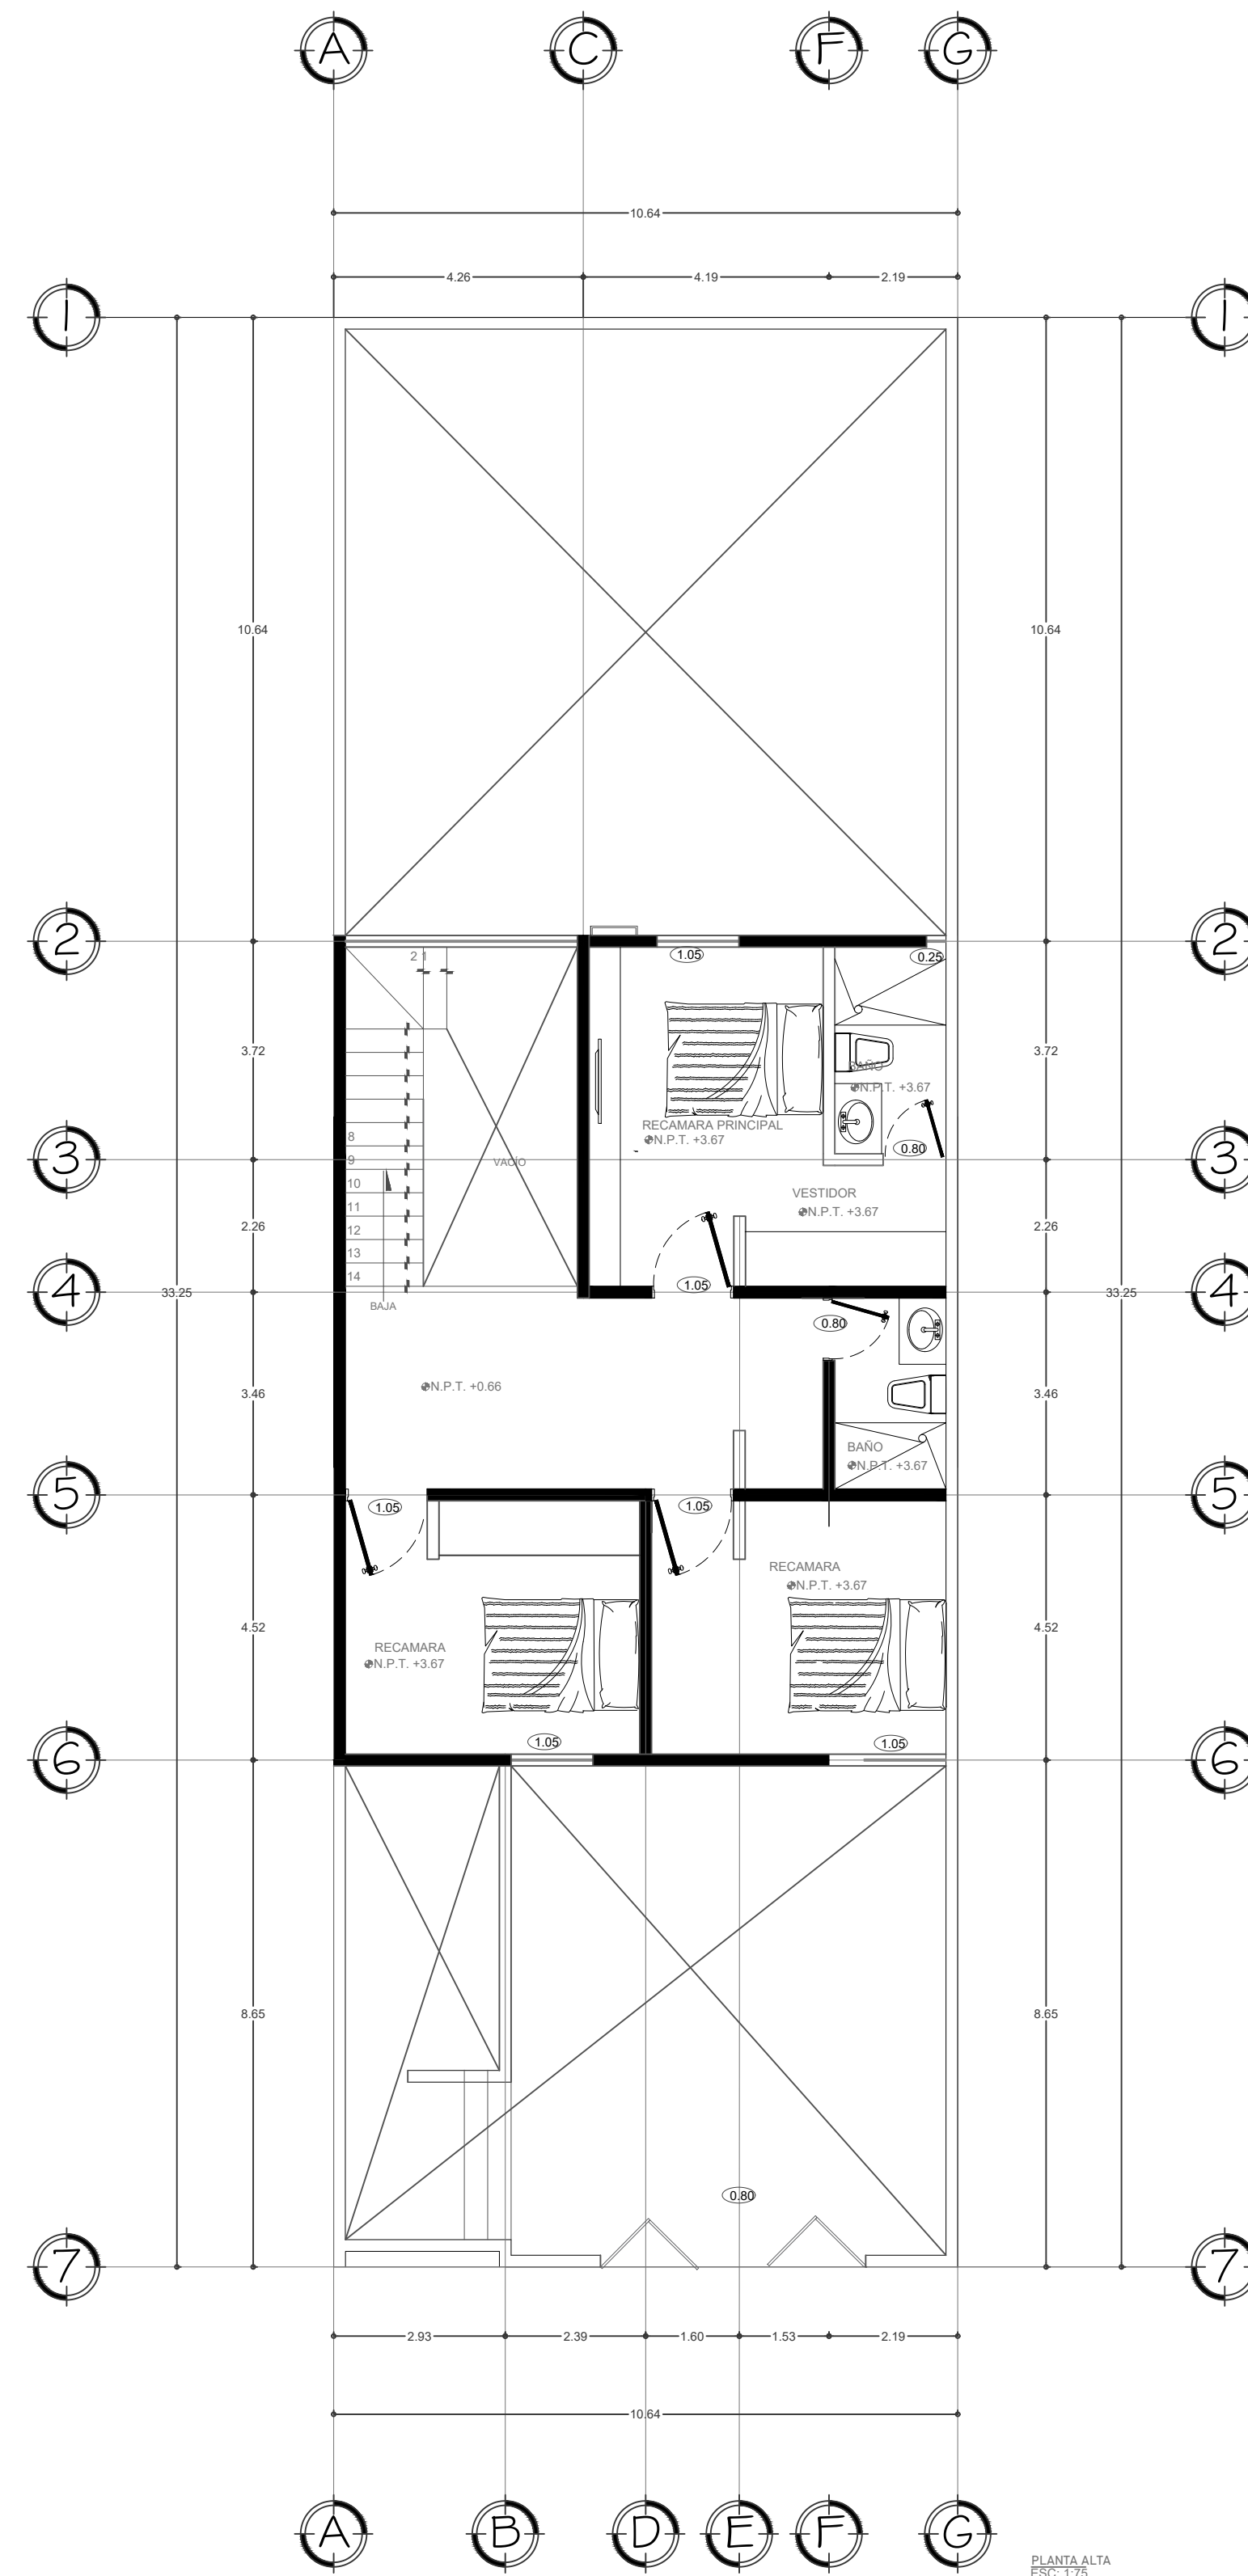 A C F G
10.64
4.26 4.19 2.19
1 1
10.64 10.64
2 2
2 1
1.05 0.25
3.72 3.72
BAÑO
N.P.T. +3.67
RECAMARA PRINCIPAL
N.P.T. +3.67
8
0.80
3 9 VACIO 3
10
VESTIDOR
11
N.P.T. +3.67
2.26 12 2.26
13
14
1.05
4 33.25 33.25 4
BAJA
0.80
N.P.T. +0.66
3.46 3.46
BAÑO
N.P.T. +3.67
5 5
1.05 1.05
RECAMARA
N.P.T. +3.67
4.52 4.52
RECAMARA
N.P.T. +3.67
1.05 1.05
6 6
8.65 8.65
0.80
7 7
2.93 2.39 1.60 1.53 2.19
10.64
A B D E F G
PLANTA ALTA
ESC: 1:75